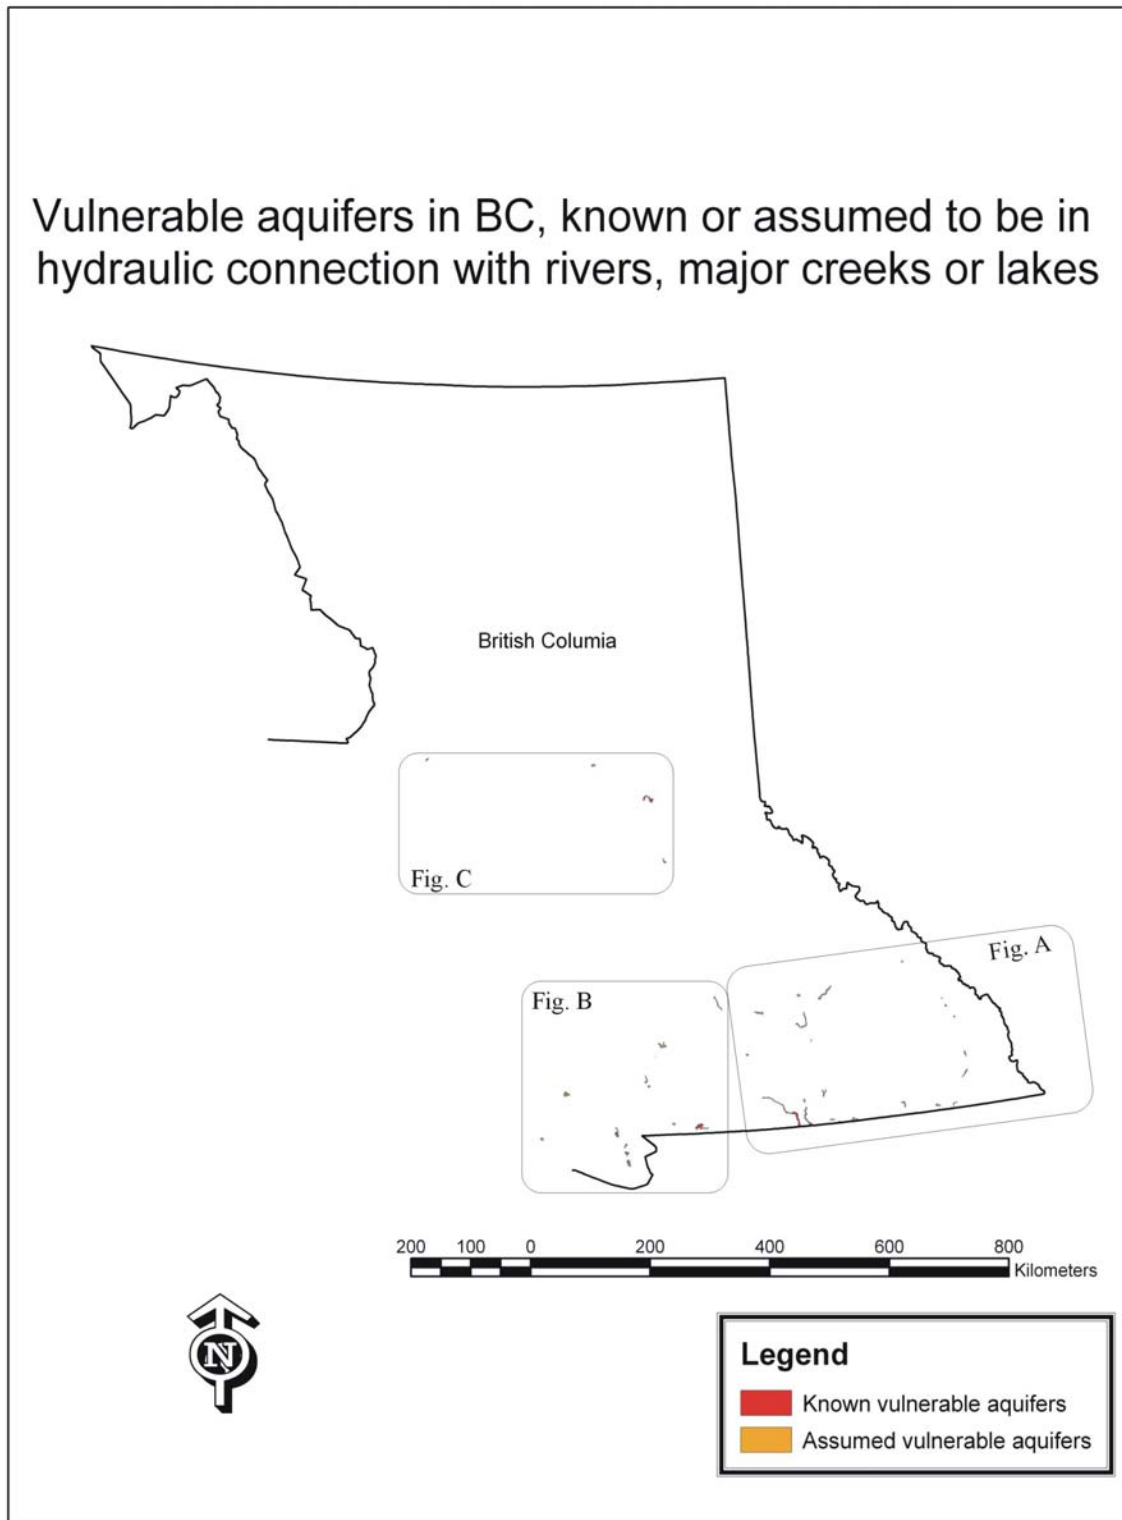 Vulnerable aquifers in BC, known or assumed to be in
hydraulic connection with rivers, major creeks or lakes
British Columia
Fig. C
Fig. A
Fig. B
200 100 0 200 400 600 800
Kilometers
N
Legend
Known vulnerable aquifers
Assumed vulnerable aquifers